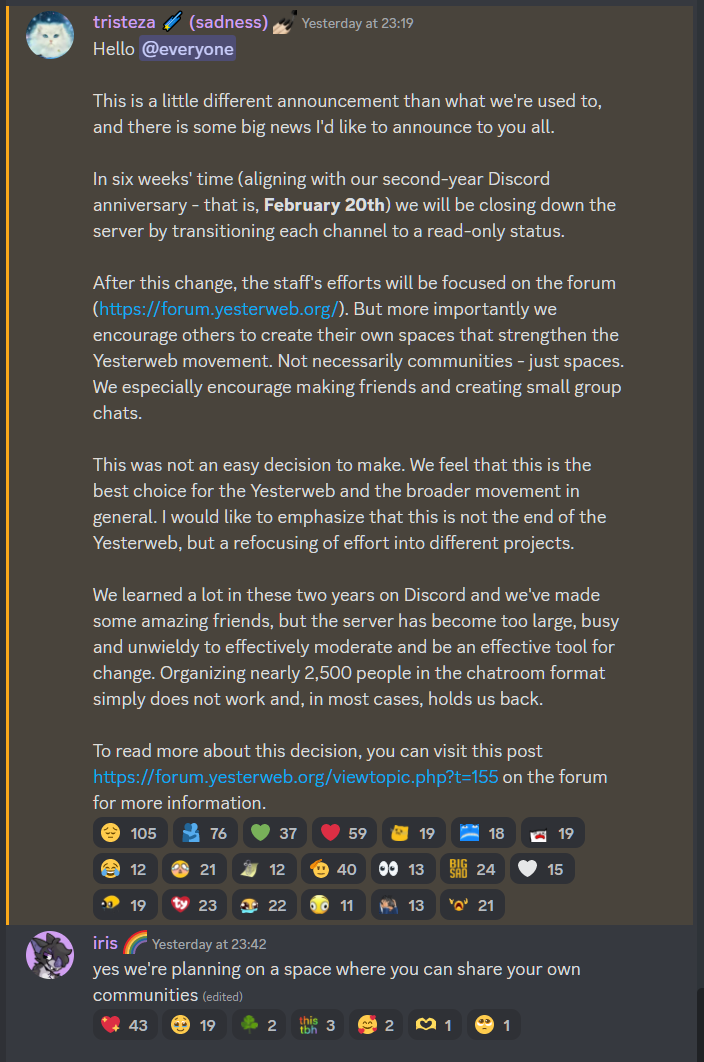 tristeza (sadness) Yesterday at 23:19
Hello @everyone
This is a little different announcement than what we're used to,
and there is some big news I'd like to announce to you all.
In six weeks' time (aligning with our second-year Discord
anniversary - that is, February 20th) we will be closing down the
server by transitioning each channel to a read-only status.
After this change, the staff's efforts will be focused on the forum
(https://forum.yesterweb.org/). But more importantly we
encourage others to create their own spaces that strengthen the
Yesterweb movement. Not necessarily communities - just spaces.
We especially encourage making friends and creating small group
chats.
This was not an easy decision to make. We feel that this is the
best choice for the Yesterweb and the broader movement in
general. I would like to emphasize that this is not the end of the
Yesterweb, but a refocusing of effort into different projects.
We learned a lot in these two years on Discord and we've made
some amazing friends, but the server has become too large, busy
and unwieldy to effectively moderate and be an effective tool for
change. Organizing nearly 2,500 people in the chatroom format
simply does not work and, in most cases, holds us back.
To read more about this decision, you can visit this post
https://forum.yesterweb.org/viewtopic.php?t=155 on the forum
for more information.
105 76 37 59 19 18 19
12 21 12 40 13 BIG SAD 24 15
19 23 22 11 13 21
iris Yesterday at 23:42
yes we're planning on a space where you can share your own
communities (edited)
43 19 2 this tbh 3 2 1 1